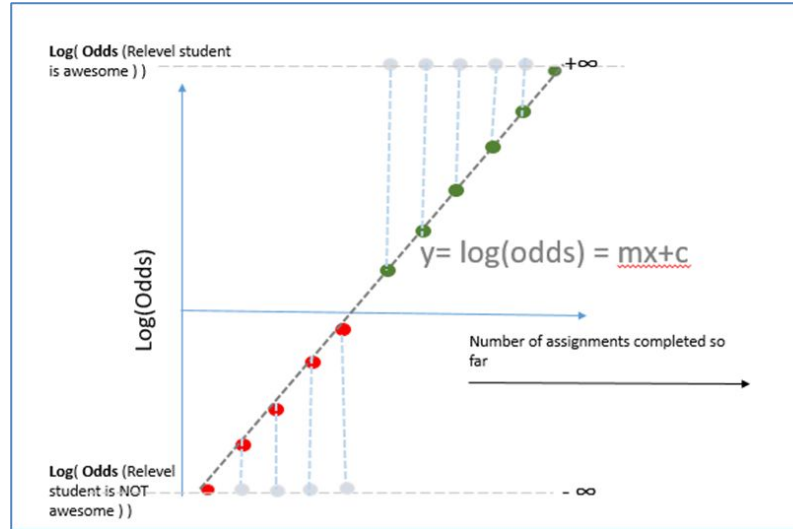 Log( Odds (Relevel student
is awesome ) )
+∞
Log(Odds)
y= log(odds) = mx+c
Number of assignments completed so
far
Log( Odds (Relevel
student is NOT
awesome ) )
- ∞